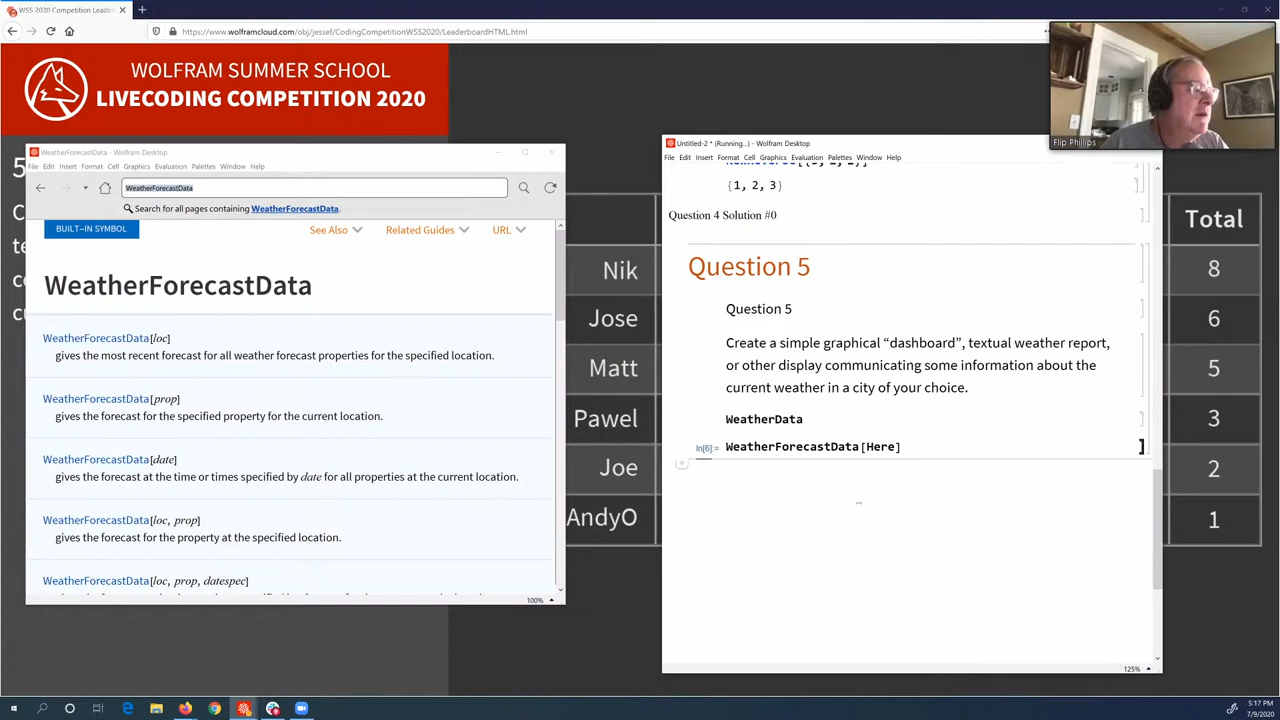 WSS 2020 Competition Leader
https://www.wolframcloud.com/obj/jessef/CodingCompetitionWSS2020/LeaderboardHTML.html
WOLFRAM SUMMER SCHOOL
LIVECODING COMPETITION 2020
Flip Phillips
5
C
te
co
cu
WeatherForecastData - Wolfram Desktop
File Edit Insert Format Cell Graphics Evaluation Palettes Window Help
WeatherForecastData
Search for all pages containing WeatherForecastData.
BUILT-IN SYMBOL
See Also Related Guides URL
WeatherForecastData
WeatherForecastData[loc]
gives the most recent forecast for all weather forecast properties for the specified location.
WeatherForecastData[prop]
gives the forecast for the specified property for the current location.
WeatherForecastData[date]
gives the forecast at the time or times specified by date for all properties at the current location.
WeatherForecastData[loc, prop]
gives the forecast for the property at the specified location.
WeatherForecastData[loc, prop, datespec]
100%
Nik
Jose
Matt
Pawel
Joe
AndyO
Untitled-2 * (Running...) - Wolfram Desktop
File Edit Insert Format Cell Graphics Evaluation Palettes Window Help
{1, 2, 3}
Question 4 Solution #0
Question 5
Question 5
Create a simple graphical “dashboard”, textual weather report,
or other display communicating some information about the
current weather in a city of your choice.
WeatherData
In[6]:= WeatherForecastData[Here]
125%
Total
8
6
5
3
2
1
5:17 PM
7/9/2020